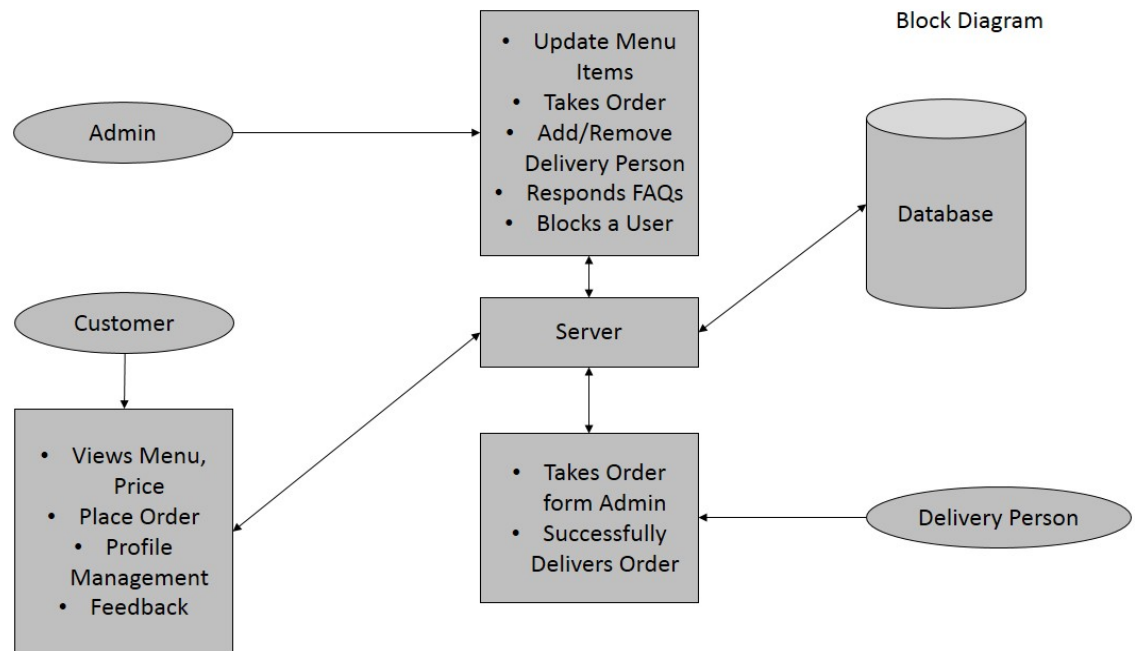 Block Diagram
• Update Menu
Items
• Takes Order
• Add/Remove
Delivery Person
• Responds FAQs
• Blocks a User
Admin
Database
Customer
Server
• Views Menu,
Price
• Place Order
• Profile
Management
• Feedback
• Takes Order
form Admin
• Successfully
Delivers Order
Delivery Person